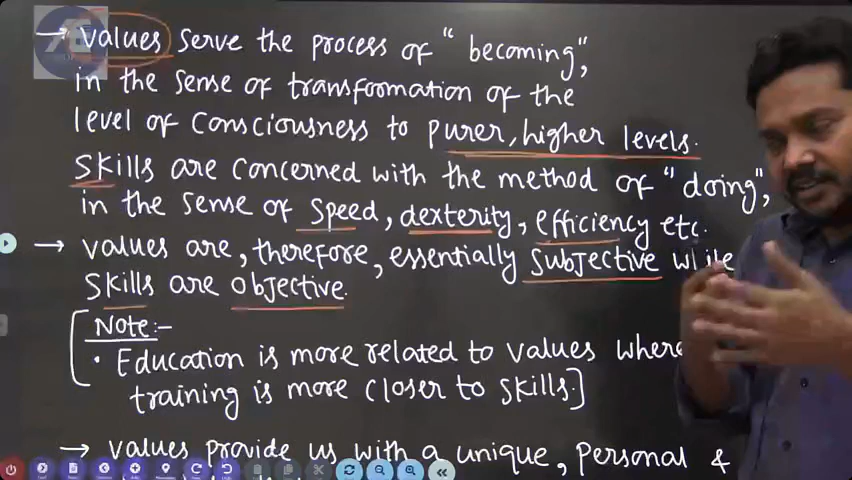 → values serve the process of "becoming",
in the sense of transformation of the
level of consciousness to purer, higher levels.
Skills are concerned with the method of "doing",
in the sense of speed, dexterity, efficiency etc.
→ values are, therefore, essentially subjective while
skills are objective.
[Note:-
• Education is more related to values where
training is more closer to skills.]
→ values provide us with a unique, personal &